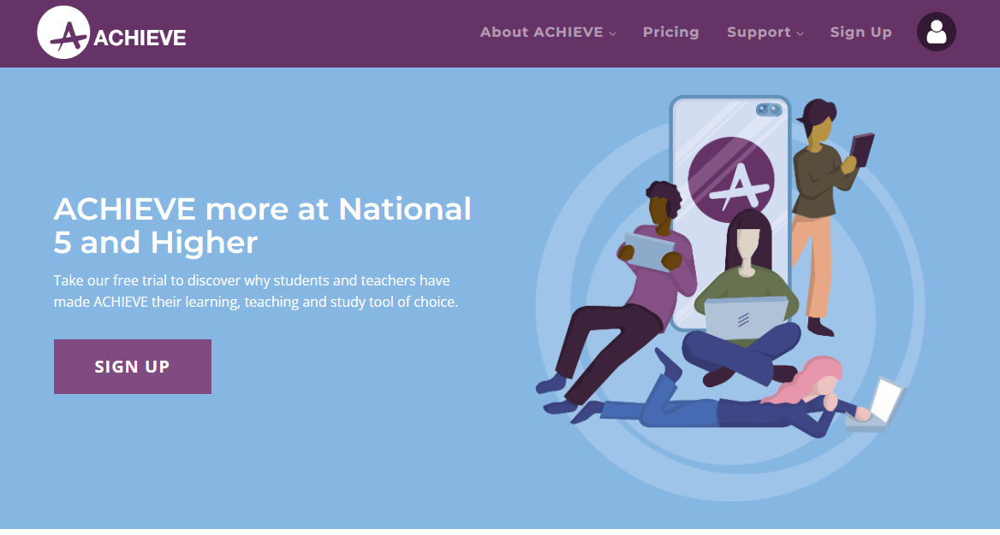 ACHIEVE
About ACHIEVE
Pricing
Support
Sign Up
ACHIEVE more at National
5 and Higher
Take our free trial to discover why students and teachers have
made ACHIEVE their learning, teaching and study tool of choice.
SIGN UP